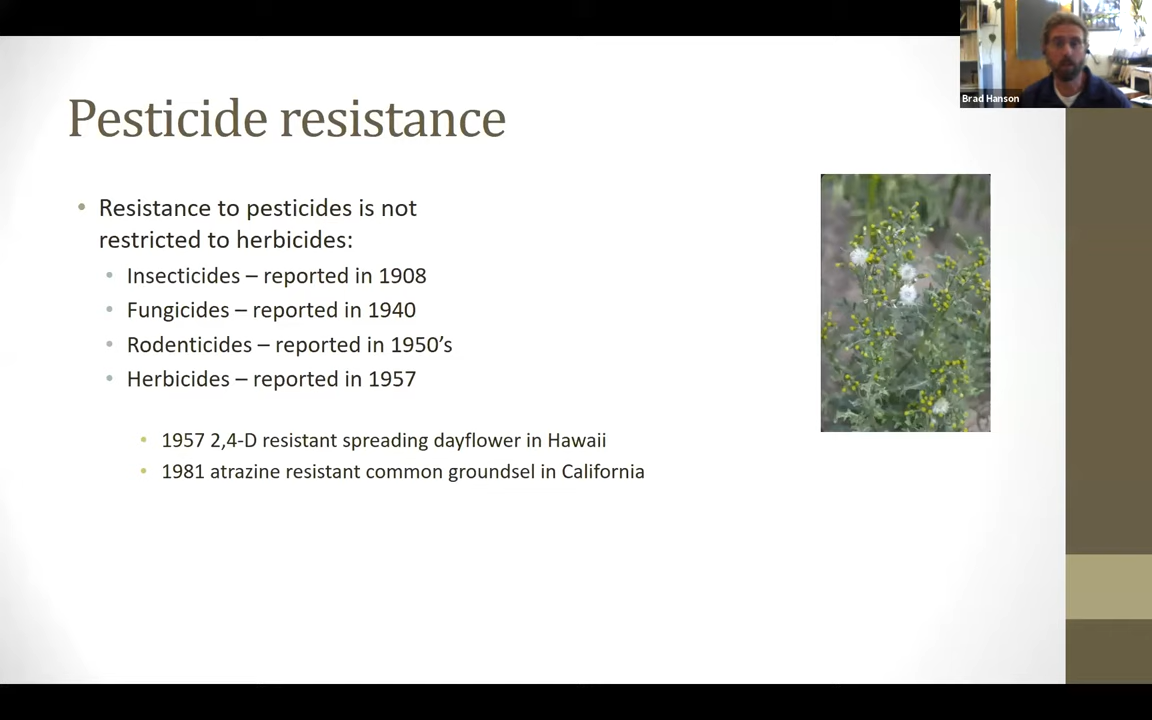 Brad Hanson
Pesticide resistance
• Resistance to pesticides is not
restricted to herbicides:
• Insecticides – reported in 1908
• Fungicides – reported in 1940
• Rodenticides – reported in 1950’s
• Herbicides – reported in 1957
• 1957 2,4-D resistant spreading dayflower in Hawaii
• 1981 atrazine resistant common groundsel in California